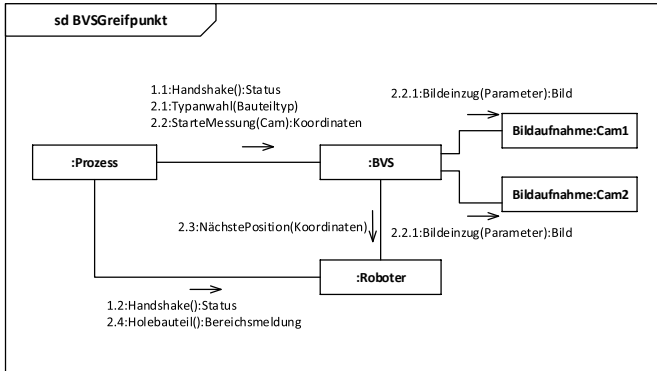 sd BVSGreifpunkt
1.1:Handshake():Status
2.1:Typanwahl(Bauteiltyp)
2.2:StarteMessung(Cam):Koordinaten
2.2.1:Bildeinzug(Parameter):Bild
:Prozess
:BVS
Bildaufnahme:Cam1
Bildaufnahme:Cam2
2.3:NächstePosition(Koordinaten)
2.2.1:Bildeinzug(Parameter):Bild
:Roboter
1.2:Handshake():Status
2.4:Holebauteil():Bereichsmeldung